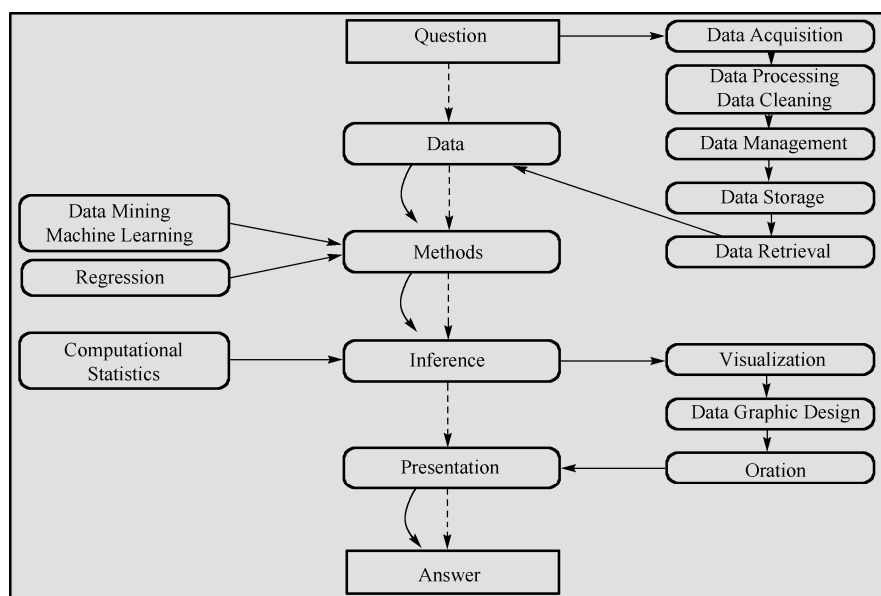 Question
Data Acquisition
Data Processing
Data Cleaning
Data
Data Management
Data Storage
Data Mining
Machine Learning
Methods
Data Retrieval
Regression
Computational
Statistics
Inference
Visualization
Data Graphic Design
Presentation
Oration
Answer